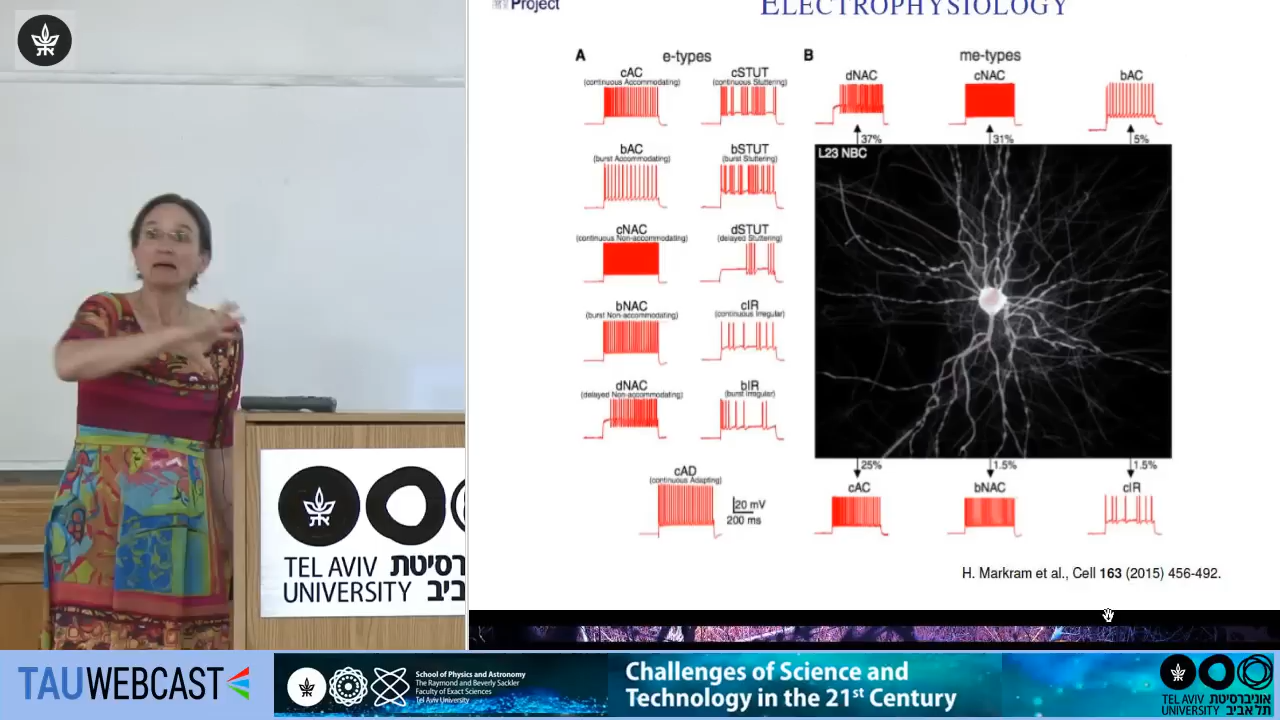 Project
ELECTROPHYSIOLOGY
A
e-types
cAC
(continuous Accommodating)
cSTUT
(continuous Stuttering)
bAC
(burst Accomodating)
bSTUT
(burst Stuttering)
cNAC
(continuous Non-accomodating)
dSTUT
(delayed Stuttering)
bNAC
(burst Non-accomodating)
cIR
(continuous Irregular)
dNAC
(delayed Non-accomodating)
bIR
(burst Irregular)
cAD
(continuous Adapting)
20 mV
200 ms
B
me-types
dNAC
cNAC
bAC
37%
31%
5%
L23 NBC
25%
1.5%
1.5%
cAC
bNAC
cIR
H. Markram et al., Cell 163 (2015) 456-492.
TEL AVIV
UNIVERSITY
TAUWEBCAST
School of Physics and Astronomy
The Raymond and Beverly Sackler
Faculty of Exact Sciences
Tel Aviv University
Challenges of Science and
Technology in the 21st Century
TEL AVIV
UNIVERSITY
אוניברסיטת
תל אביב